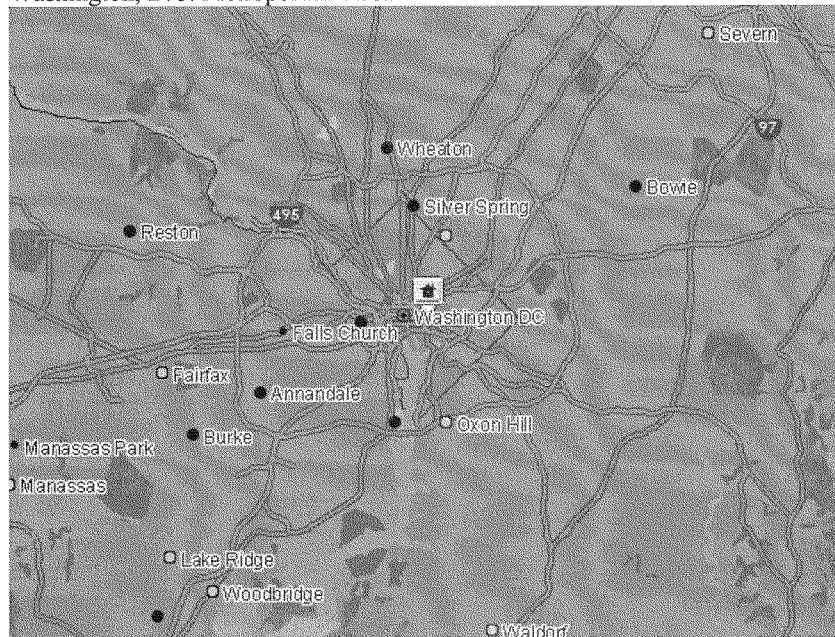 Severn
97
Wheaton
Bowie
Silver Spring
495
Reston
Washington DC
Falls Church
Fairfax
Annandale
Oxon Hill
Burke
Manassas Park
Manassas
Lake Ridge
Woodbridge
Waldorf